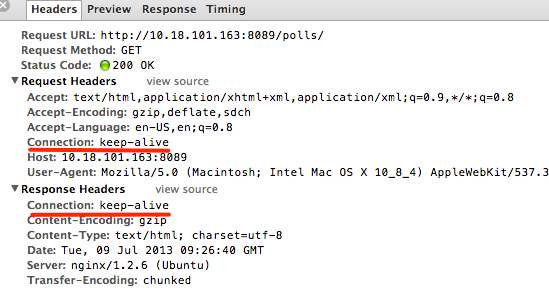 Headers Preview Response Timing
Request URL: http://10.18.101.163:8089/polls/
Request Method: GET
Status Code: 200 OK
Request Headers view source
Accept: text/html,application/xhtml+xml,application/xml;q=0.9,*/*;q=0.8
Accept-Encoding: gzip,deflate,sdch
Accept-Language: en-US,en;q=0.8
Connection: keep-alive
Host: 10.18.101.163:8089
User-Agent: Mozilla/5.0 (Macintosh; Intel Mac OS X 10_8_4) AppleWebKit/537.3
Response Headers view source
Connection: keep-alive
Content-Encoding: gzip
Content-Type: text/html; charset=utf-8
Date: Tue, 09 Jul 2013 09:26:40 GMT
Server: nginx/1.2.6 (Ubuntu)
Transfer-Encoding: chunked